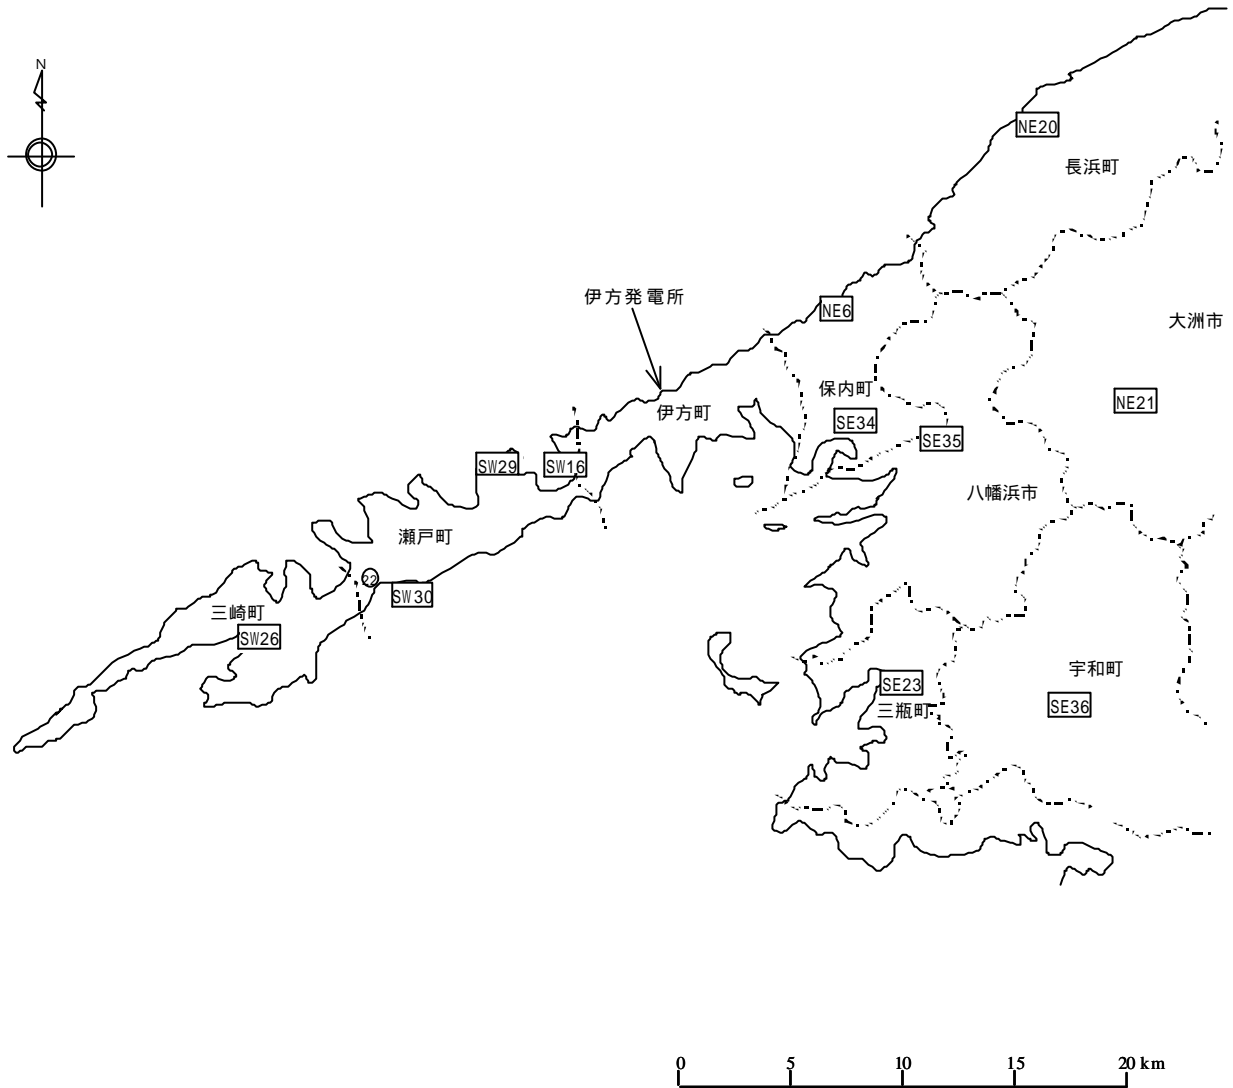 N
NE20
長浜町
伊方発電所
NE6
大洲市
保内町
NE21
伊方町
SE34
SE35
SW29
SW16
八幡浜市
瀬戸町
22
SW30
三崎町
SW26
宇和町
SE23
三瓶町
SE36
0 5 10 15 20 km